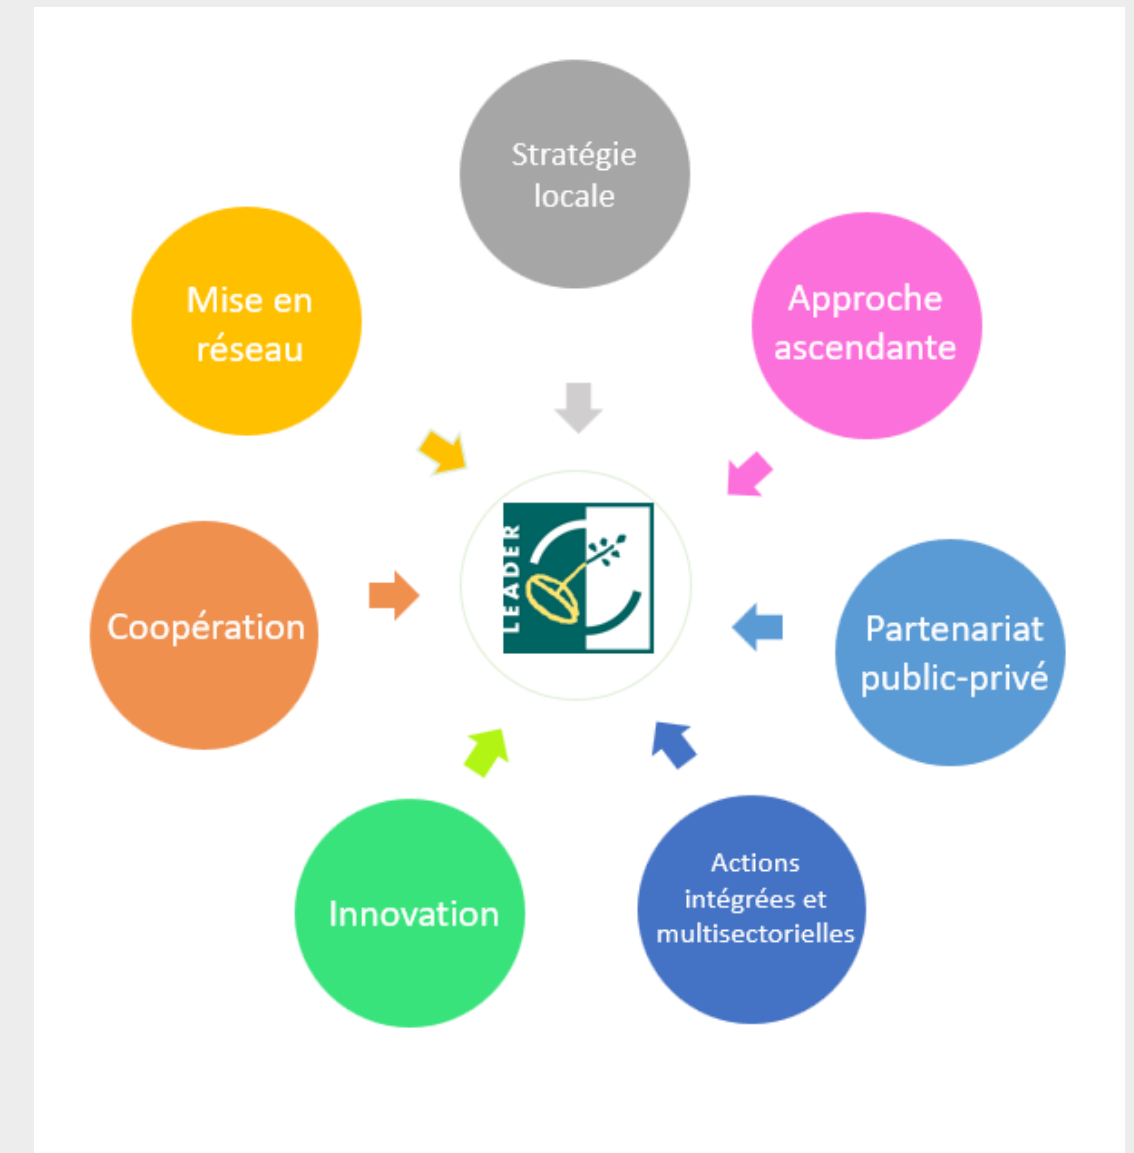 Stratégie
locale
Mise en
réseau
Approche
ascendante
LEADER
Coopération
Partenariat
public-privé
Innovation
Actions
intégrées et
multisectorielles